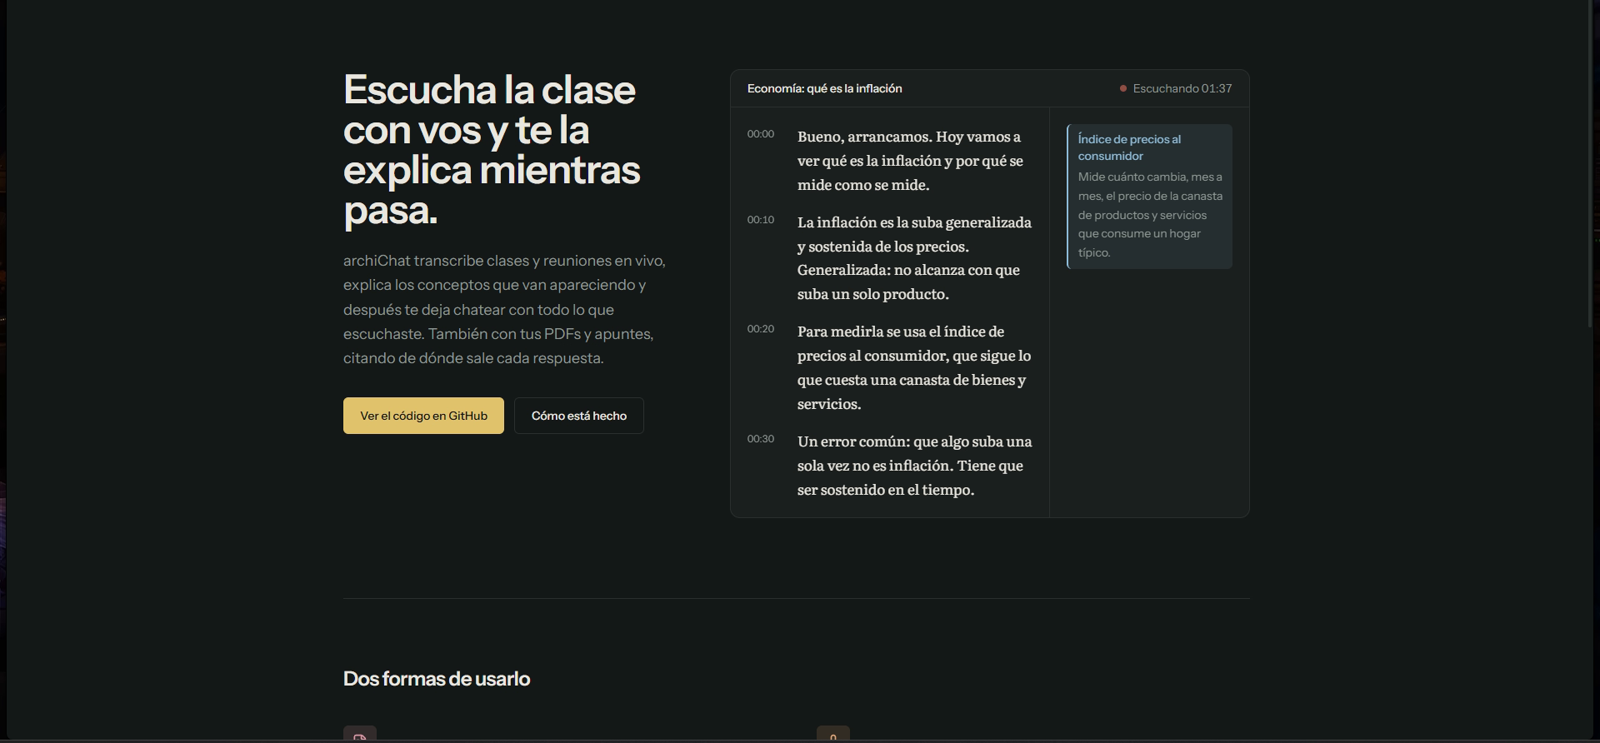 Escucha la clase
con vos y te la
explica mientras
pasa.
archiChat transcribe clases y reuniones en vivo,
explica los conceptos que van apareciendo y
después te deja chatear con todo lo que
escuchaste. También con tus PDFs y apuntes,
citando de dónde sale cada respuesta.
Ver el código en GitHub
Cómo está hecho
Economía: qué es la inflación
Escuchando 01:37
00:00
Bueno, arrancamos. Hoy vamos a
ver qué es la inflación y por qué se
mide como se mide.
00:10
La inflación es la suba generalizada
y sostenida de los precios.
Generalizada: no alcanza con que
suba un solo producto.
00:20
Para medirla se usa el índice de
precios al consumidor, que sigue lo
que cuesta una canasta de bienes y
servicios.
00:30
Un error común: que algo suba una
sola vez no es inflación. Tiene que
ser sostenido en el tiempo.
Índice de precios al
consumidor
Mide cuánto cambia, mes a
mes, el precio de la canasta
de productos y servicios
que consume un hogar
típico.
Dos formas de usarlo